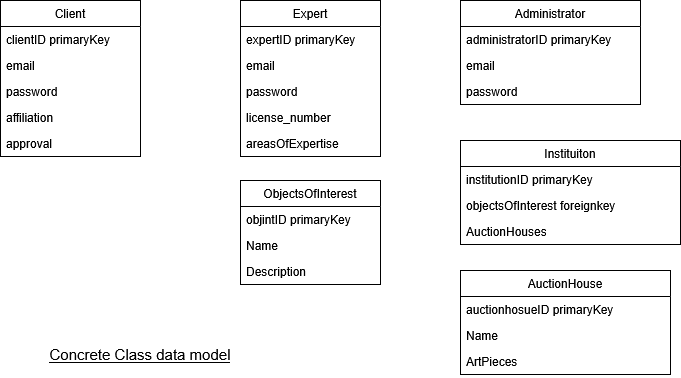 Client
clientID primaryKey
email
password
affiliation
approval
Expert
expertID primaryKey
email
password
license_number
areasOfExpertise
Administrator
administratorID primaryKey
email
password
ObjectsOfInterest
objintID primaryKey
Name
Description
Instituiton
institutionID primaryKey
objectsOfInterest foreignkey
AuctionHouses
AuctionHouse
auctionhosueID primaryKey
Name
ArtPieces
Concrete Class data model